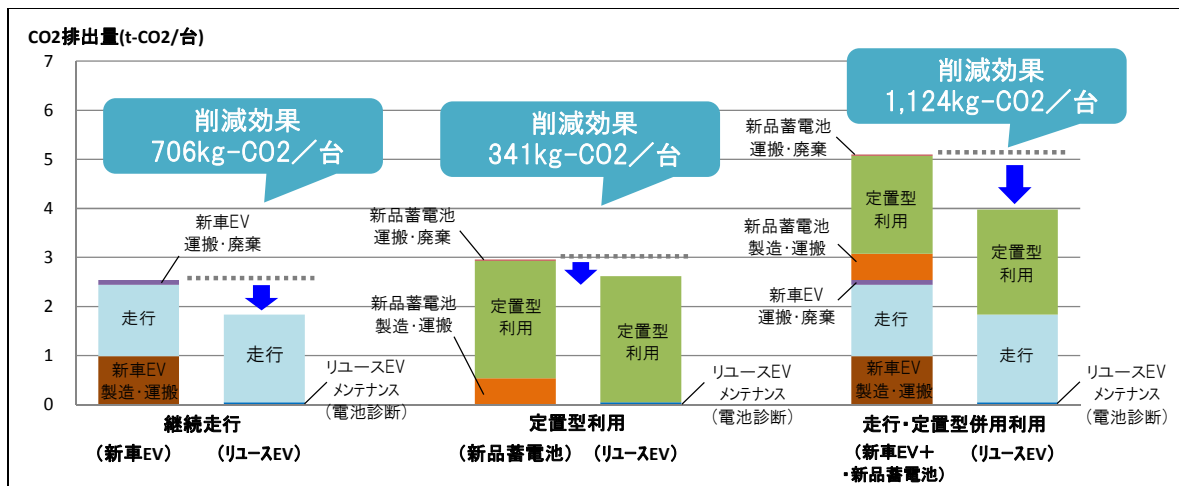 CO2排出量(t-CO2/台)
7
6
5
4
3
2
1
0
削減効果
706kg-CO2／台
新車EV
運搬・廃棄
走行
新車EV
製造・運搬
走行
リユースEV
メンテナンス
(電池診断)
継続走行
(新車EV)
(リユースEV)
削減効果
341kg-CO2／台
新品蓄電池
運搬・廃棄
新品蓄電池
製造・運搬
定置型
利用
定置型
利用
リユースEV
メンテナンス
(電池診断)
定置型利用
(新品蓄電池)
(リユースEV)
削減効果
1,124kg-CO2／台
新品蓄電池
運搬・廃棄
新品蓄電池
製造・運搬
新車EV
運搬・廃棄
定置型
利用
走行
新車EV
製造・運搬
定置型
利用
走行
リユースEV
メンテナンス
(電池診断)
走行・定置型併用利用
(新車EV＋
・新品蓄電池)
(リユースEV)